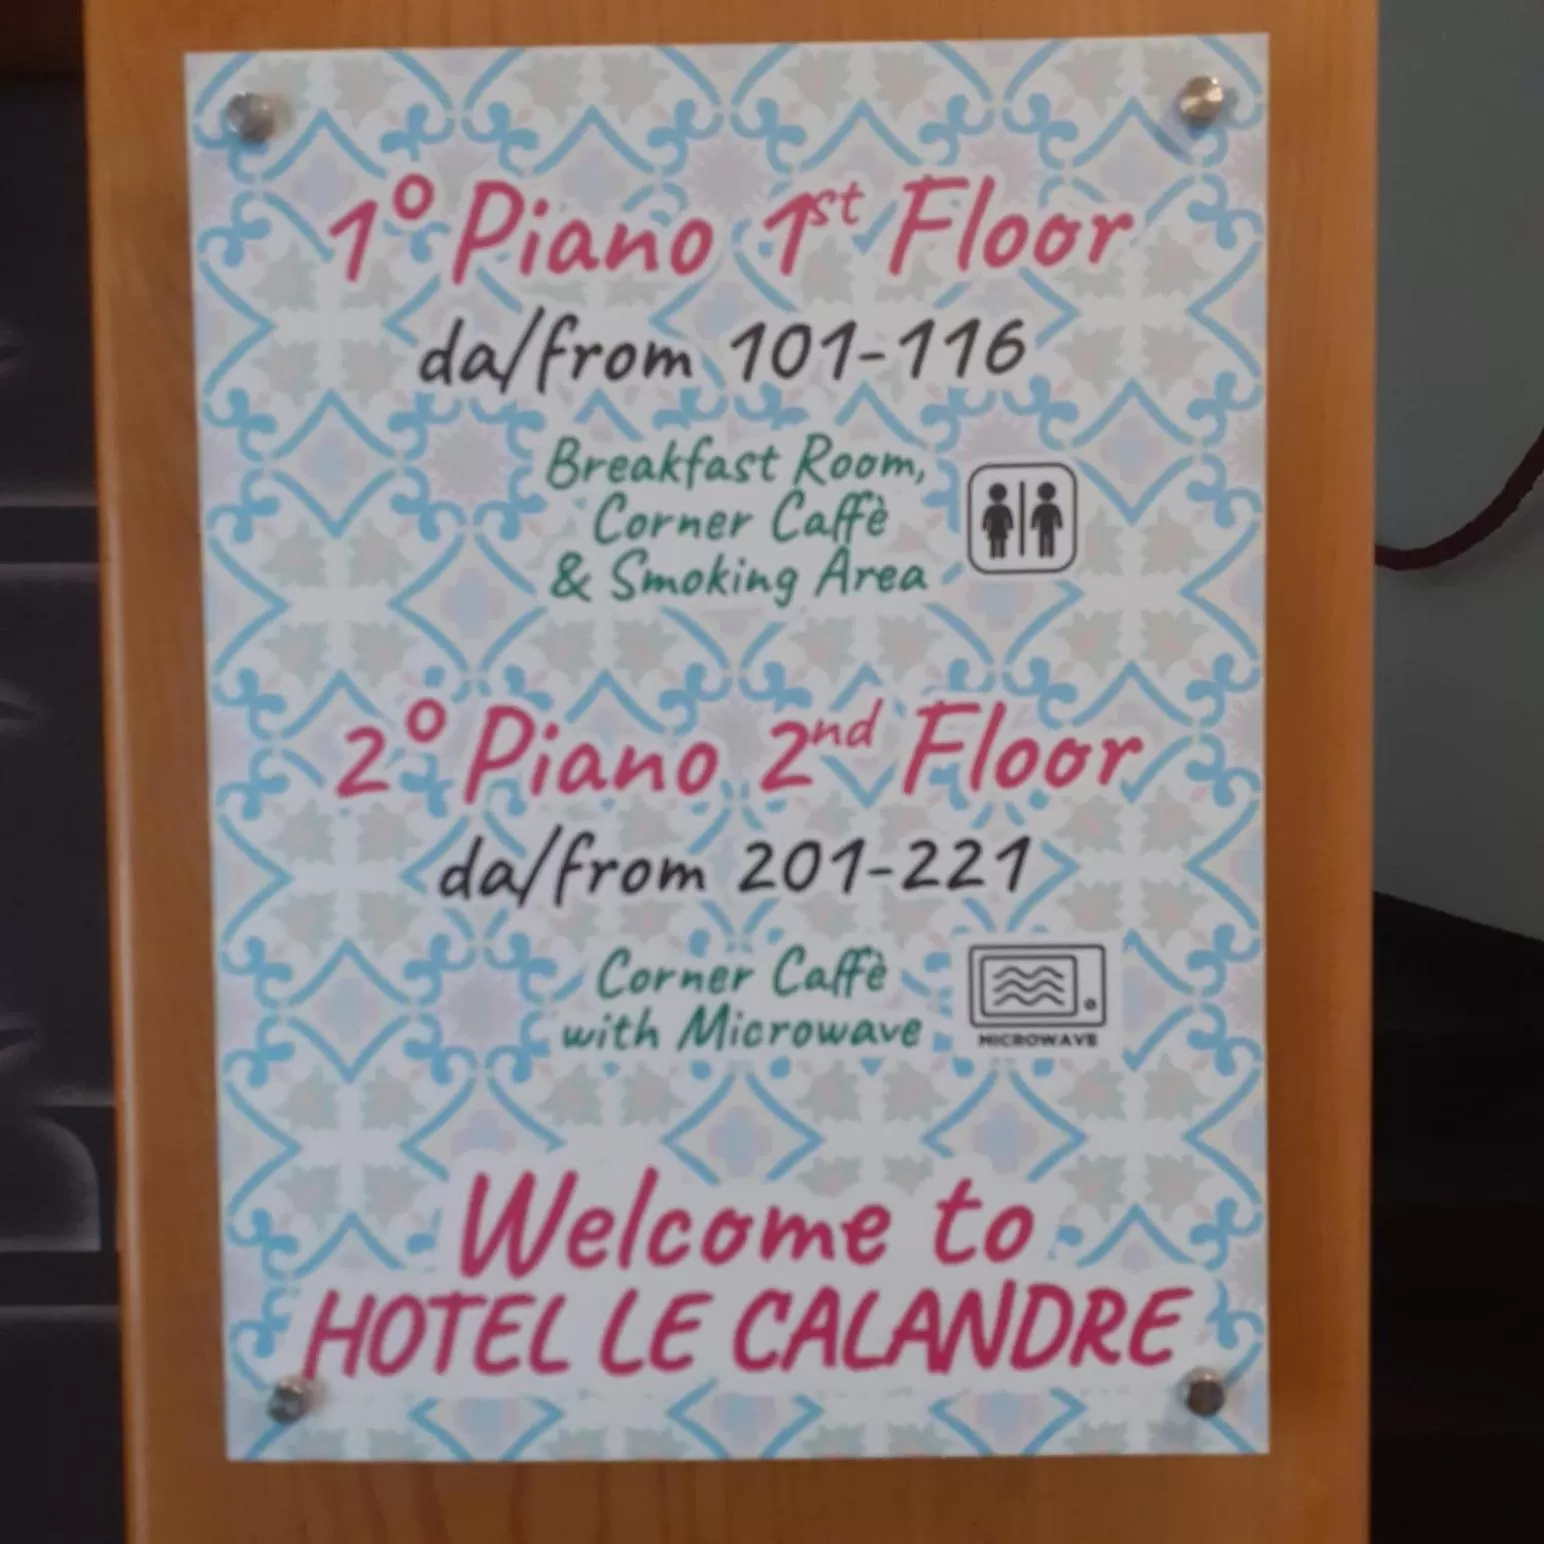 1° Piano 1st Floor
da/from 101-116
Breakfast Room,
Corner Caffè
& Smoking Area
2° Piano 2nd Floor
da/from 201-221
Corner Caffè
with Microwave
MICROWAVE
Welcome to
HOTEL LE CALANDRE